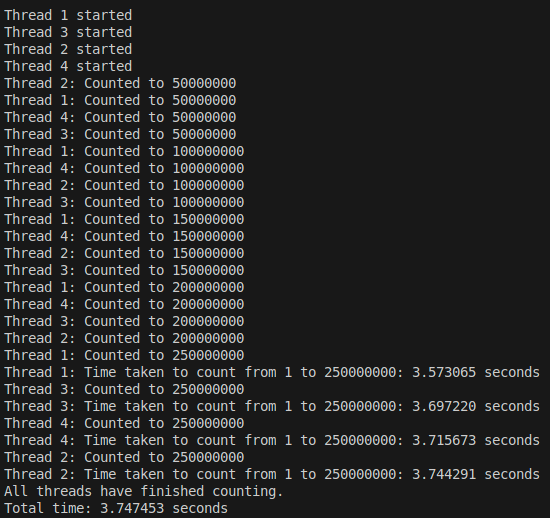 Thread 1 started
Thread 3 started
Thread 2 started
Thread 4 started
Thread 2: Counted to 50000000
Thread 1: Counted to 50000000
Thread 4: Counted to 50000000
Thread 3: Counted to 50000000
Thread 1: Counted to 100000000
Thread 4: Counted to 100000000
Thread 2: Counted to 100000000
Thread 3: Counted to 100000000
Thread 1: Counted to 150000000
Thread 4: Counted to 150000000
Thread 2: Counted to 150000000
Thread 3: Counted to 150000000
Thread 1: Counted to 200000000
Thread 4: Counted to 200000000
Thread 3: Counted to 200000000
Thread 2: Counted to 200000000
Thread 1: Counted to 250000000
Thread 1: Time taken to count from 1 to 250000000: 3.573065 seconds
Thread 3: Counted to 250000000
Thread 3: Time taken to count from 1 to 250000000: 3.697220 seconds
Thread 4: Counted to 250000000
Thread 4: Time taken to count from 1 to 250000000: 3.715673 seconds
Thread 2: Counted to 250000000
Thread 2: Time taken to count from 1 to 250000000: 3.744291 seconds
All threads have finished counting.
Total time: 3.747453 seconds